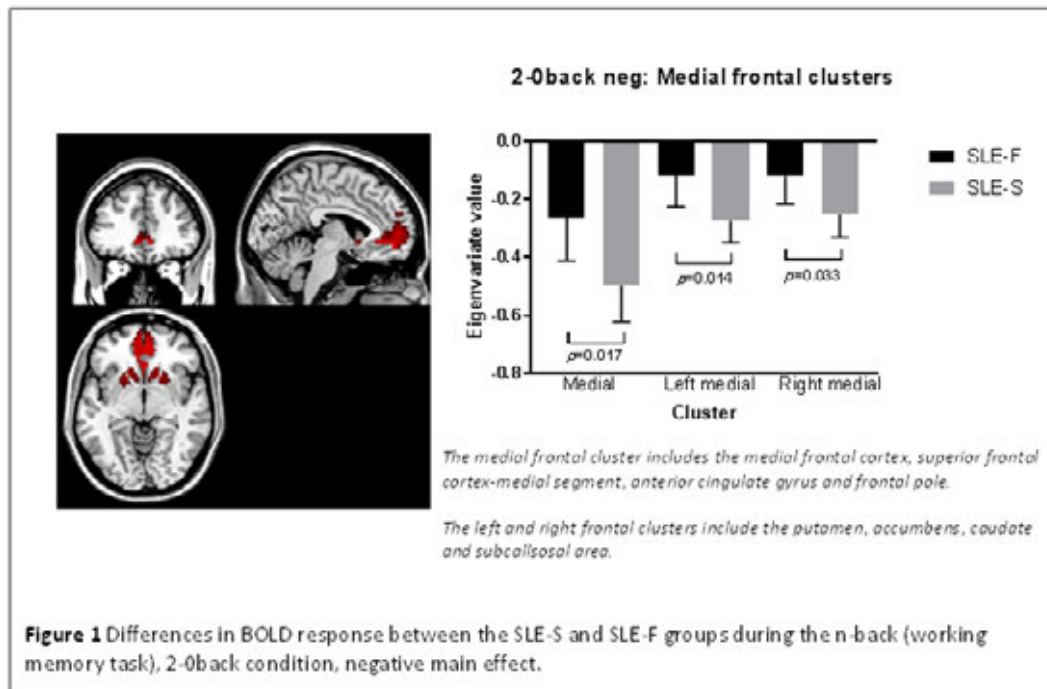 2-0back neg: Medial frontal clusters
0.0
-0.2
-0.4
-0.6
-0.8
Eigenvariate value
SLE-F
SLE-S
p=0.017
p=0.014
p=0.033
Medial
Left medial
Right medial
Cluster
The medial frontal cluster includes the medial frontal cortex, superior frontal
cortex-medial segment, anterior cingulate gyrus and frontal pole.
The left and right frontal clusters include the putamen, accumbens, caudate
and subcallosal area.
Figure 1 Differences in BOLD response between the SLE-S and SLE-F groups during the n-back (working
memory task), 2-0back condition, negative main effect.